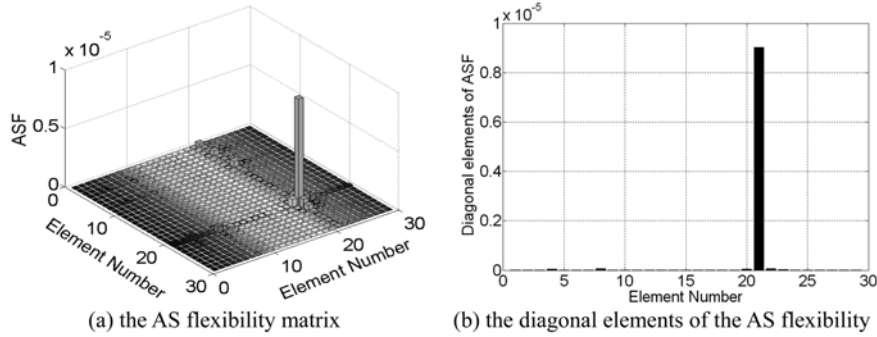 1 x 10 -5
ASF
1
0.5
0
0
10
20
30
Element Number
0
10
20
30
Element Number
(a) the AS flexibility matrix
1 x 10 -5
Diagonal elements of ASF
0.8
0.6
0.4
0.2
0
0
5
10
15
20
25
30
Element Number
(b) the diagonal elements of the AS flexibility